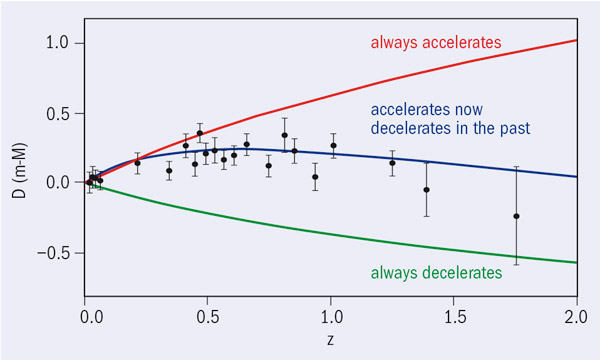 always accelerates
accelerates now
decelerates in the past
always decelerates
D (m-M)
1.0
0.5
0.0
−0.5
0.0
0.5
1.0
1.5
2.0
z